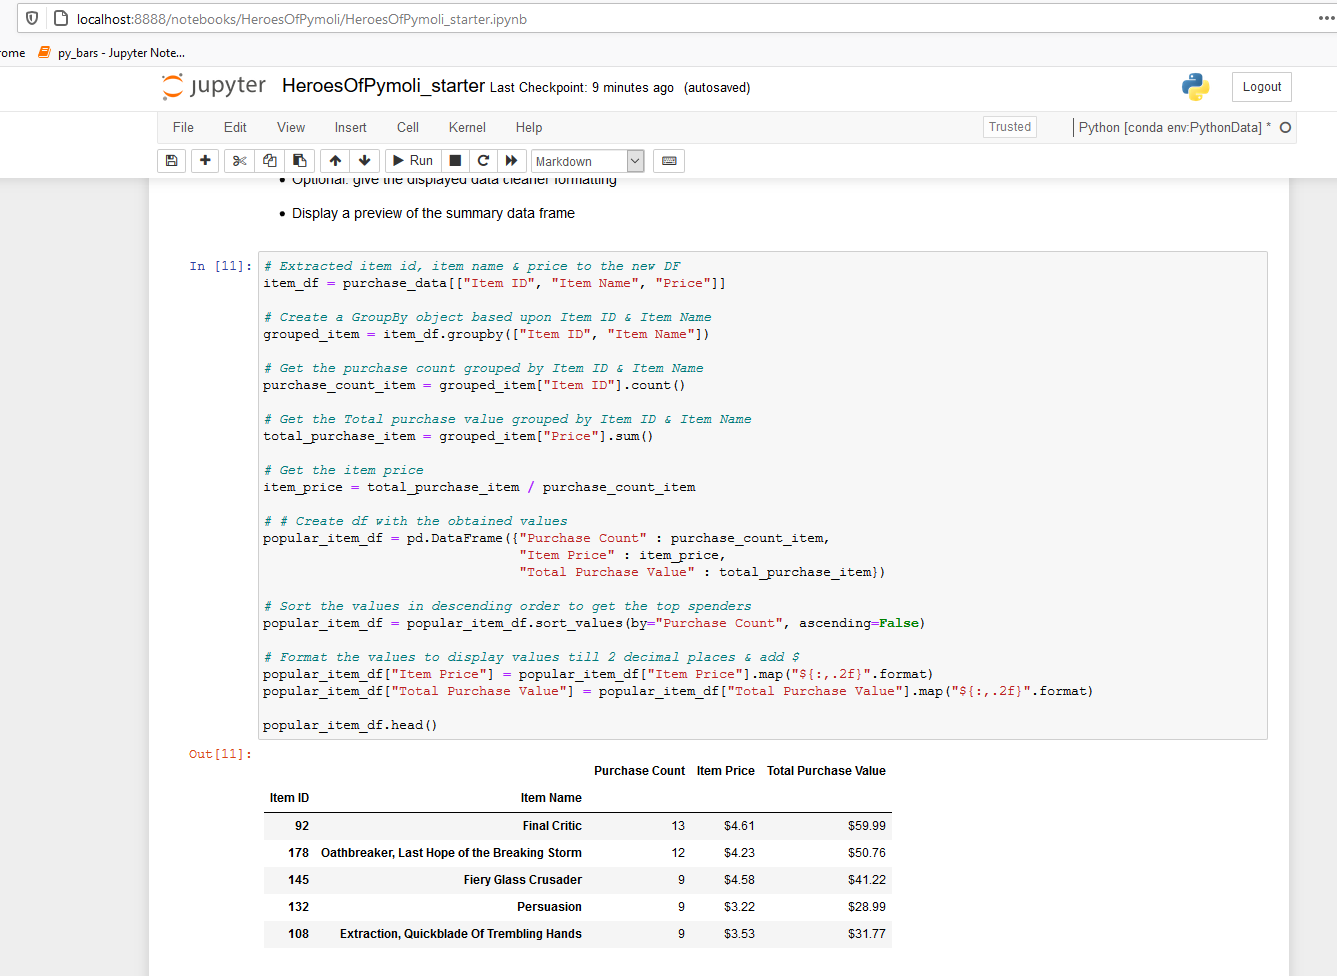 localhost:8888/notebooks/HeroesOfPymoli/HeroesOfPymoli_starter.ipynb
ome py_bars - Jupyter Note...
jupyter HeroesOfPymoli_starter Last Checkpoint: 9 minutes ago (autosaved) Logout
File Edit View Insert Cell Kernel Help Trusted Python [conda env:PythonData] *
Run Markdown
• Optional: give the displayed data cleaner formatting
• Display a preview of the summary data frame
In [11]: # Extracted item id, item name & price to the new DF
item_df = purchase_data[["Item ID", "Item Name", "Price"]]
# Create a GroupBy object based upon Item ID & Item Name
grouped_item = item_df.groupby(["Item ID", "Item Name"])
# Get the purchase count grouped by Item ID & Item Name
purchase_count_item = grouped_item["Item ID"].count()
# Get the Total purchase value grouped by Item ID & Item Name
total_purchase_item = grouped_item["Price"].sum()
# Get the item price
item_price = total_purchase_item / purchase_count_item
# # Create df with the obtained values
popular_item_df = pd.DataFrame({"Purchase Count" : purchase_count_item,
"Item Price" : item_price,
"Total Purchase Value" : total_purchase_item})
# Sort the values in descending order to get the top spenders
popular_item_df = popular_item_df.sort_values(by="Purchase Count", ascending=False)
# Format the values to display values till 2 decimal places & add $
popular_item_df["Item Price"] = popular_item_df["Item Price"].map("${:,.2f}".format)
popular_item_df["Total Purchase Value"] = popular_item_df["Total Purchase Value"].map("${:,.2f}".format)
popular_item_df.head()
Out[11]:
Purchase Count Item Price Total Purchase Value
Item ID Item Name
92 Final Critic 13 $4.61 $59.99
178 Oathbreaker, Last Hope of the Breaking Storm 12 $4.23 $50.76
145 Fiery Glass Crusader 9 $4.58 $41.22
132 Persuasion 9 $3.22 $28.99
108 Extraction, Quickblade Of Trembling Hands 9 $3.53 $31.77